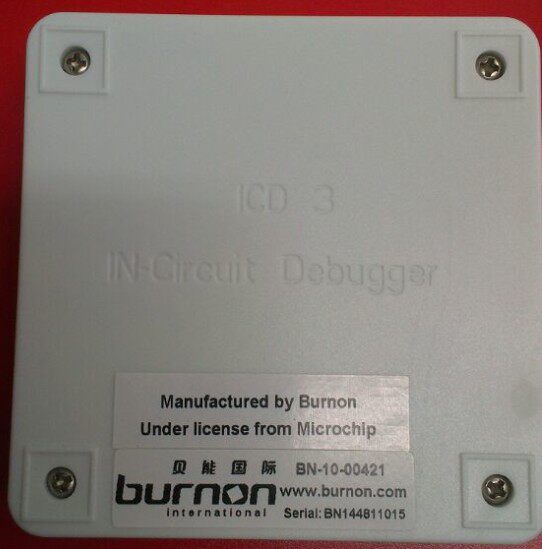 ICD 3
IN-Circuit Debugger
Manufactured by Burnon
Under license from Microchip
贝能国际 BN-10-00421
burnon www.burnon.com
international Serial: BN144811015